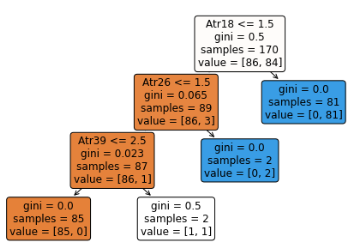 Atr18 <= 1.5
gini = 0.5
samples = 170
value = [86, 84]
Atr26 <= 1.5
gini = 0.065
samples = 89
value = [86, 3]
gini = 0.0
samples = 81
value = [0, 81]
Atr39 <= 2.5
gini = 0.023
samples = 87
value = [86, 1]
gini = 0.0
samples = 2
value = [0, 2]
gini = 0.0
samples = 85
value = [85, 0]
gini = 0.5
samples = 2
value = [1, 1]